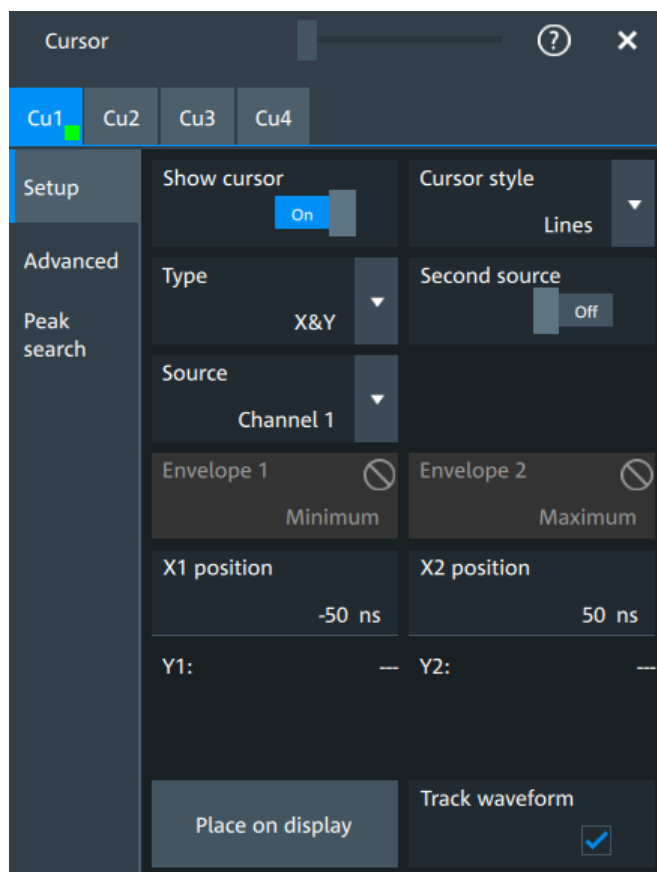 Cursor
?
Cu1 Cu2 Cu3 Cu4
Setup
Advanced
Peak
search
Show cursor
On
Cursor style
Lines
Type
X&Y
Second source
Off
Source
Channel 1
Envelope 1
Minimum
Envelope 2
Maximum
X1 position
-50 ns
X2 position
50 ns
Y1: ---
Y2: ---
Place on display
Track waveform